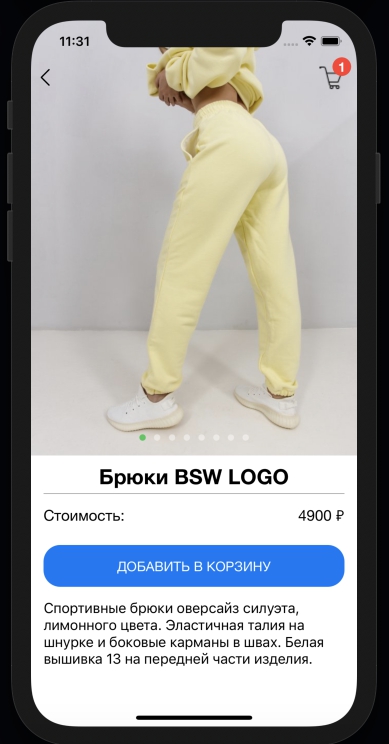 11:31
1
Брюки BSW LOGO
Стоимость: 4900 ₽
ДОБАВИТЬ В КОРЗИНУ
Спортивные брюки оверсайз силуэта,
лимонного цвета. Эластичная талия на
шнурке и боковые карманы в швах. Белая
вышивка 13 на передней части изделия.